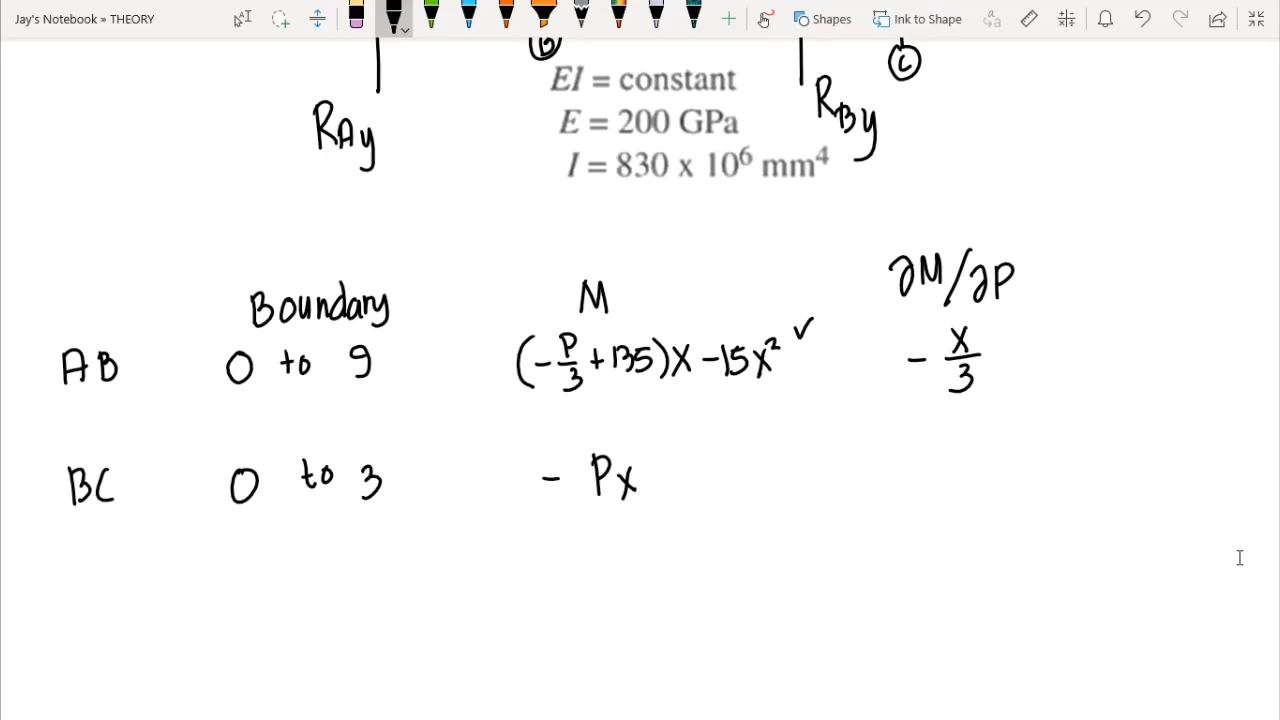 Jay's Notebook » THEORY
Shapes
Ink to Shape
B
C
RAy
RBy
EI = constant
E = 200 GPa
I = 830 x 10⁶ mm⁴
Boundary M ∂M/∂P
AB 0 to 9 (-P/3 + 135)x - 15x² ✓ - x/3
BC 0 to 3 - Px